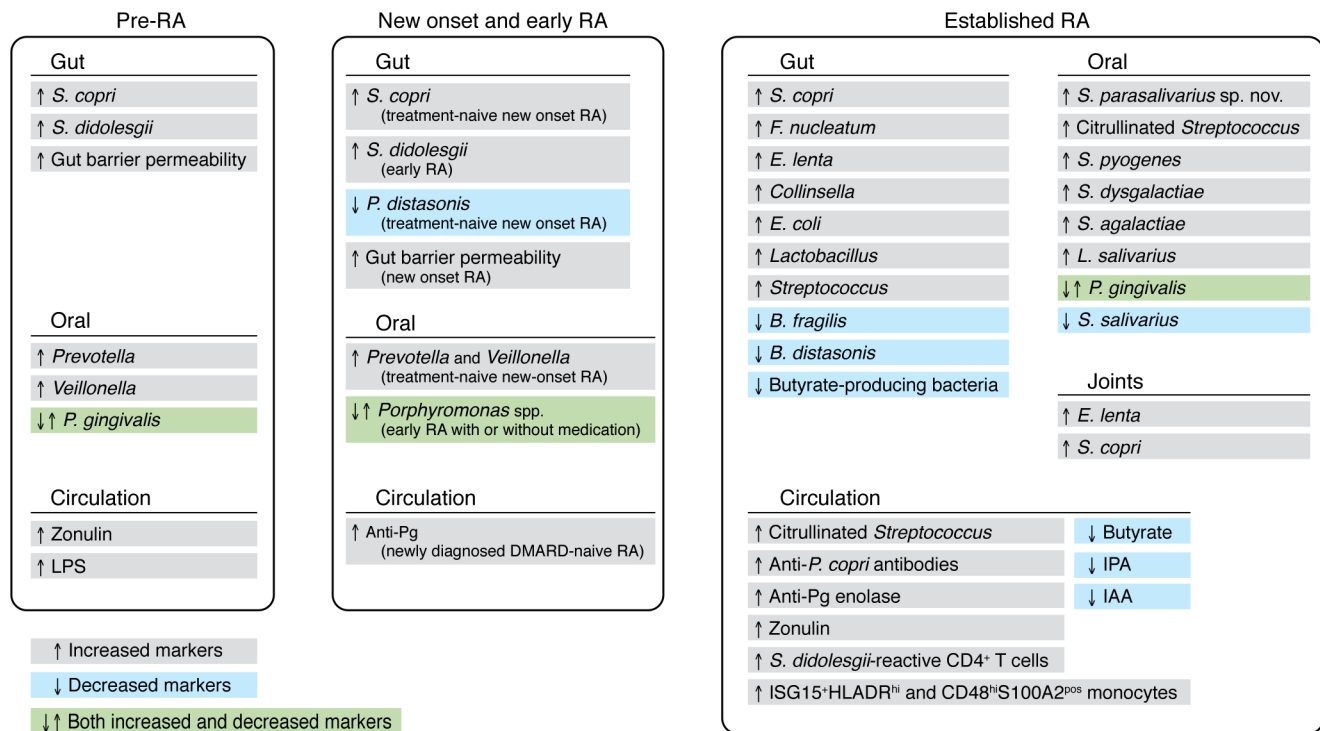 Pre-RA
Gut
↑ S. copri
↑ S. didolesgii
↑ Gut barrier permeability
Oral
↑ Prevotella
↑ Veillonella
↓↑ P. gingivalis
Circulation
↑ Zonulin
↑ LPS
New onset and early RA
Gut
↑ S. copri
(treatment-naive new onset RA)
↑ S. didolesgii
(early RA)
↓ P. distasonis
(treatment-naive new onset RA)
↑ Gut barrier permeability
(new onset RA)
Oral
↑ Prevotella and Veillonella
(treatment-naive new-onset RA)
↓↑ Porphyromonas spp.
(early RA with or without medication)
Circulation
↑ Anti-Pg
(newly diagnosed DMARD-naive RA)
Established RA
Gut
↑ S. copri
↑ F. nucleatum
↑ E. lenta
↑ Collinsella
↑ E. coli
↑ Lactobacillus
↑ Streptococcus
↓ B. fragilis
↓ B. distasonis
↓ Butyrate-producing bacteria
Oral
↑ S. parasalivarius sp. nov.
↑ Citrullinated Streptococcus
↑ S. pyogenes
↑ S. dysgalactiae
↑ S. agalactiae
↑ L. salivarius
↓↑ P. gingivalis
↓ S. salivarius
Joints
↑ E. lenta
↑ S. copri
Circulation
↑ Citrullinated Streptococcus
↑ Anti-P. copri antibodies
↑ Anti-Pg enolase
↑ Zonulin
↑ S. didolesgii-reactive CD4⁺ T cells
↑ ISG15⁺HLADRʰⁱ and CD48ʰⁱS100A2ᵖᵒˢ monocytes
↓ Butyrate
↓ IPA
↓ IAA
↑ Increased markers
↓ Decreased markers
↓↑ Both increased and decreased markers